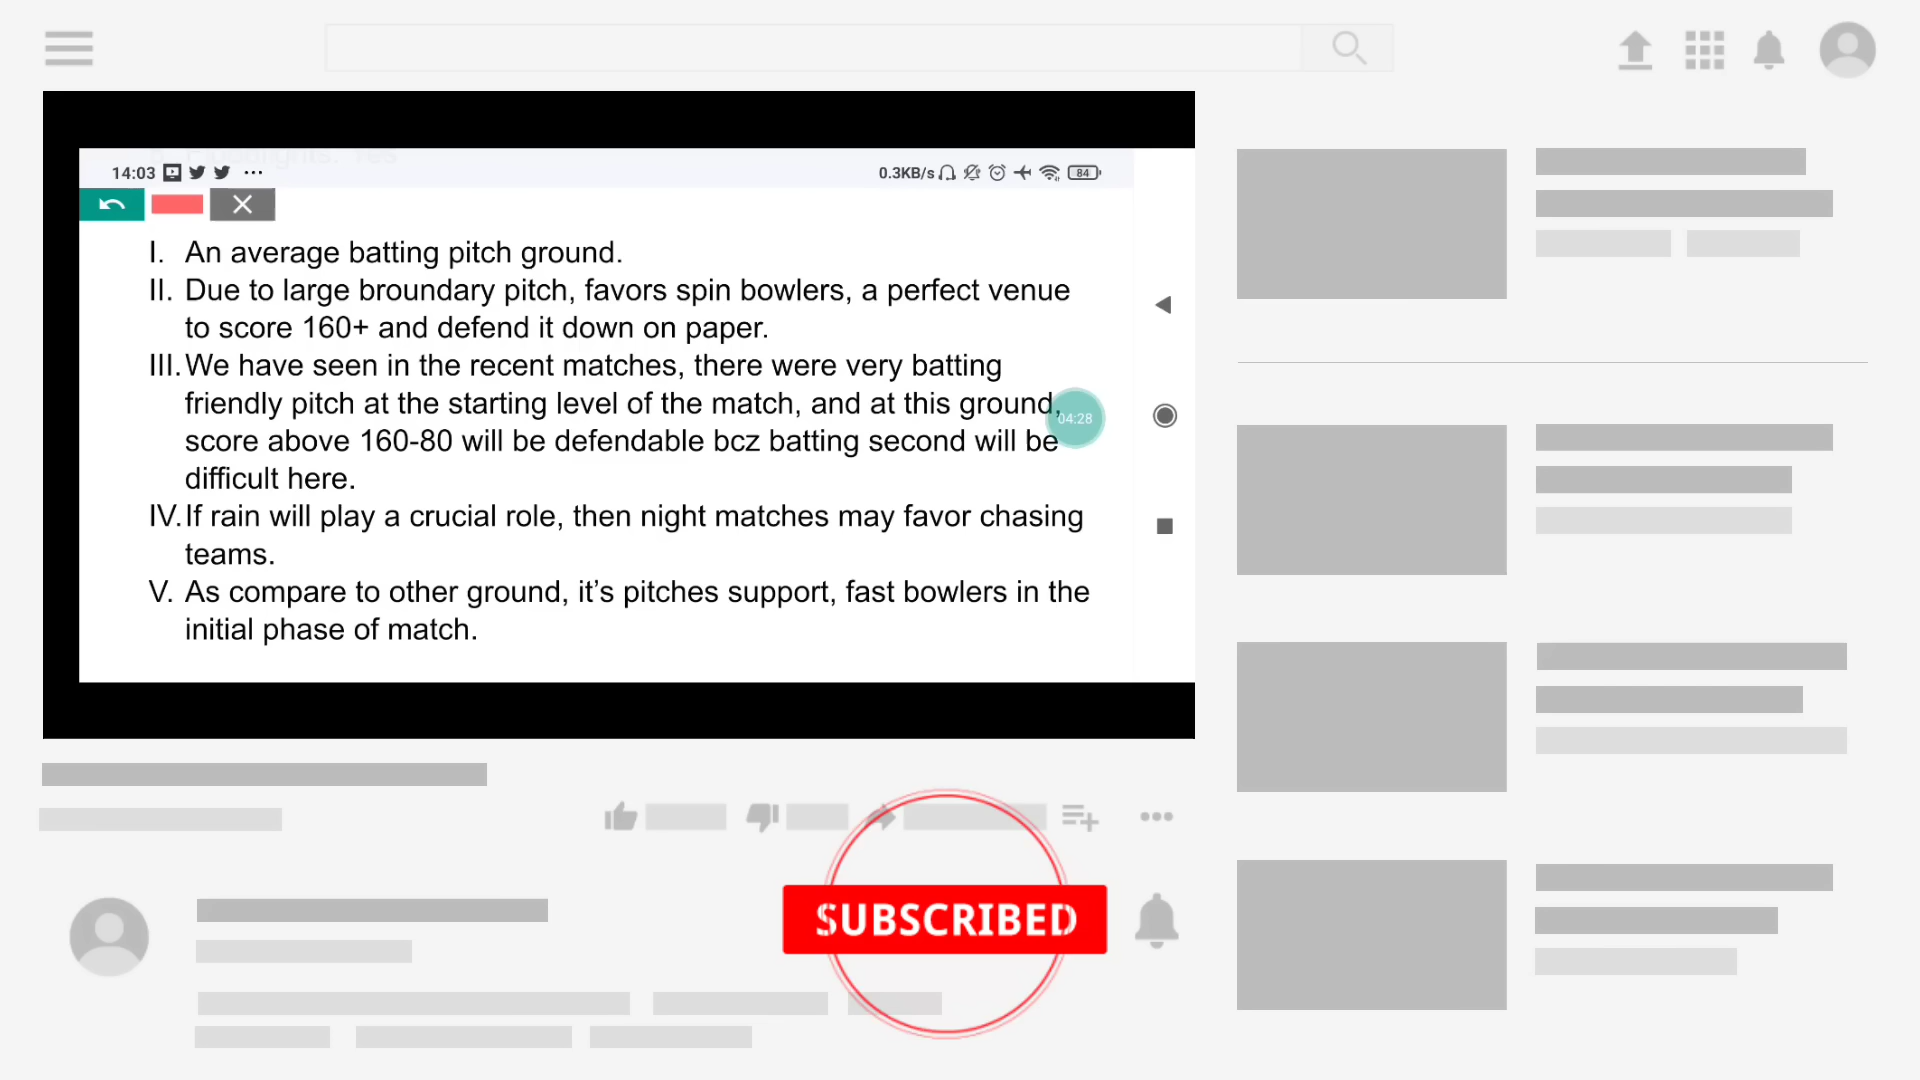 14:03
0.3KB/s
84
I. An average batting pitch ground.
II. Due to large broundary pitch, favors spin bowlers, a perfect venue
to score 160+ and defend it down on paper.
III. We have seen in the recent matches, there were very batting
friendly pitch at the starting level of the match, and at this ground,
04:28
score above 160-80 will be defendable bcz batting second will be
difficult here.
IV. If rain will play a crucial role, then night matches may favor chasing
teams.
V. As compare to other ground, it’s pitches support, fast bowlers in the
initial phase of match.
SUBSCRIBED